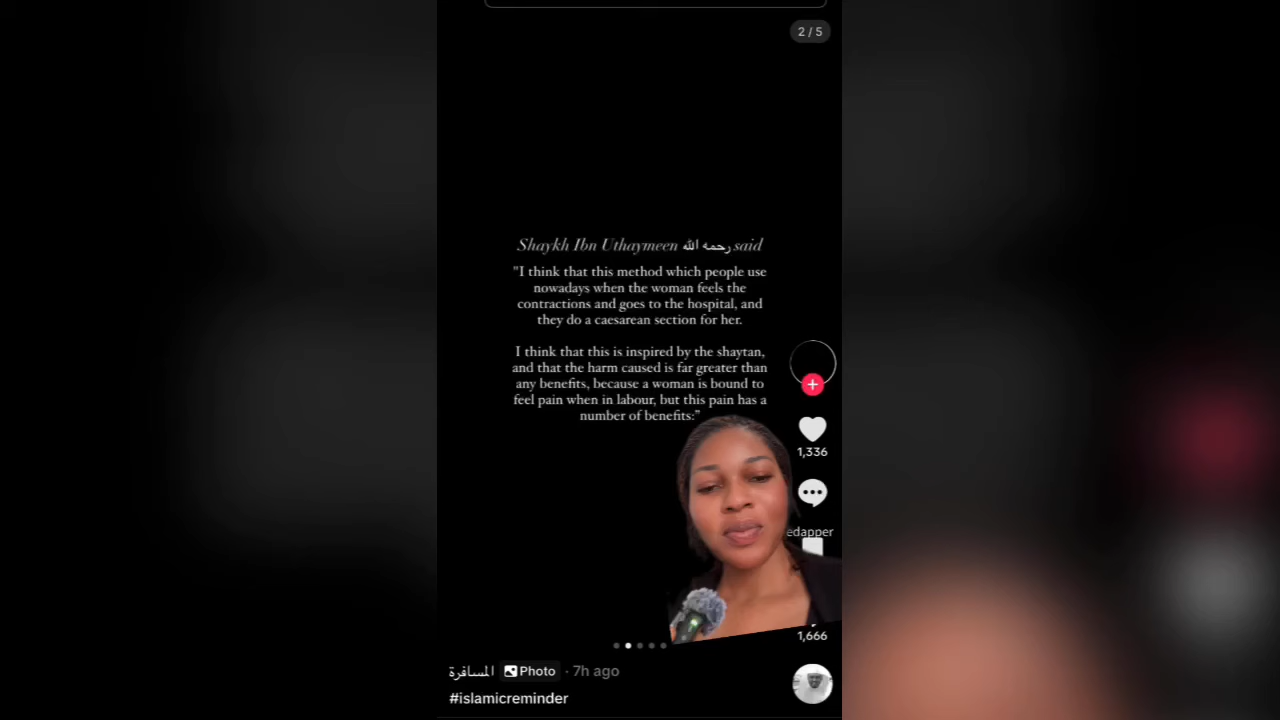 2 / 5
Shaykh Ibn Uthaymeen رحمه الله said
"I think that this method which people use
nowadays when the woman feels the
contractions and goes to the hospital, and
they do a caesarean section for her.
I think that this is inspired by the shaytan,
and that the harm caused is far greater than
any benefits, because a woman is bound to
feel pain when in labour, but this pain has a
number of benefits:"
1,336
edapper
1,666
المسافرة Photo · 7h ago
#islamicreminder